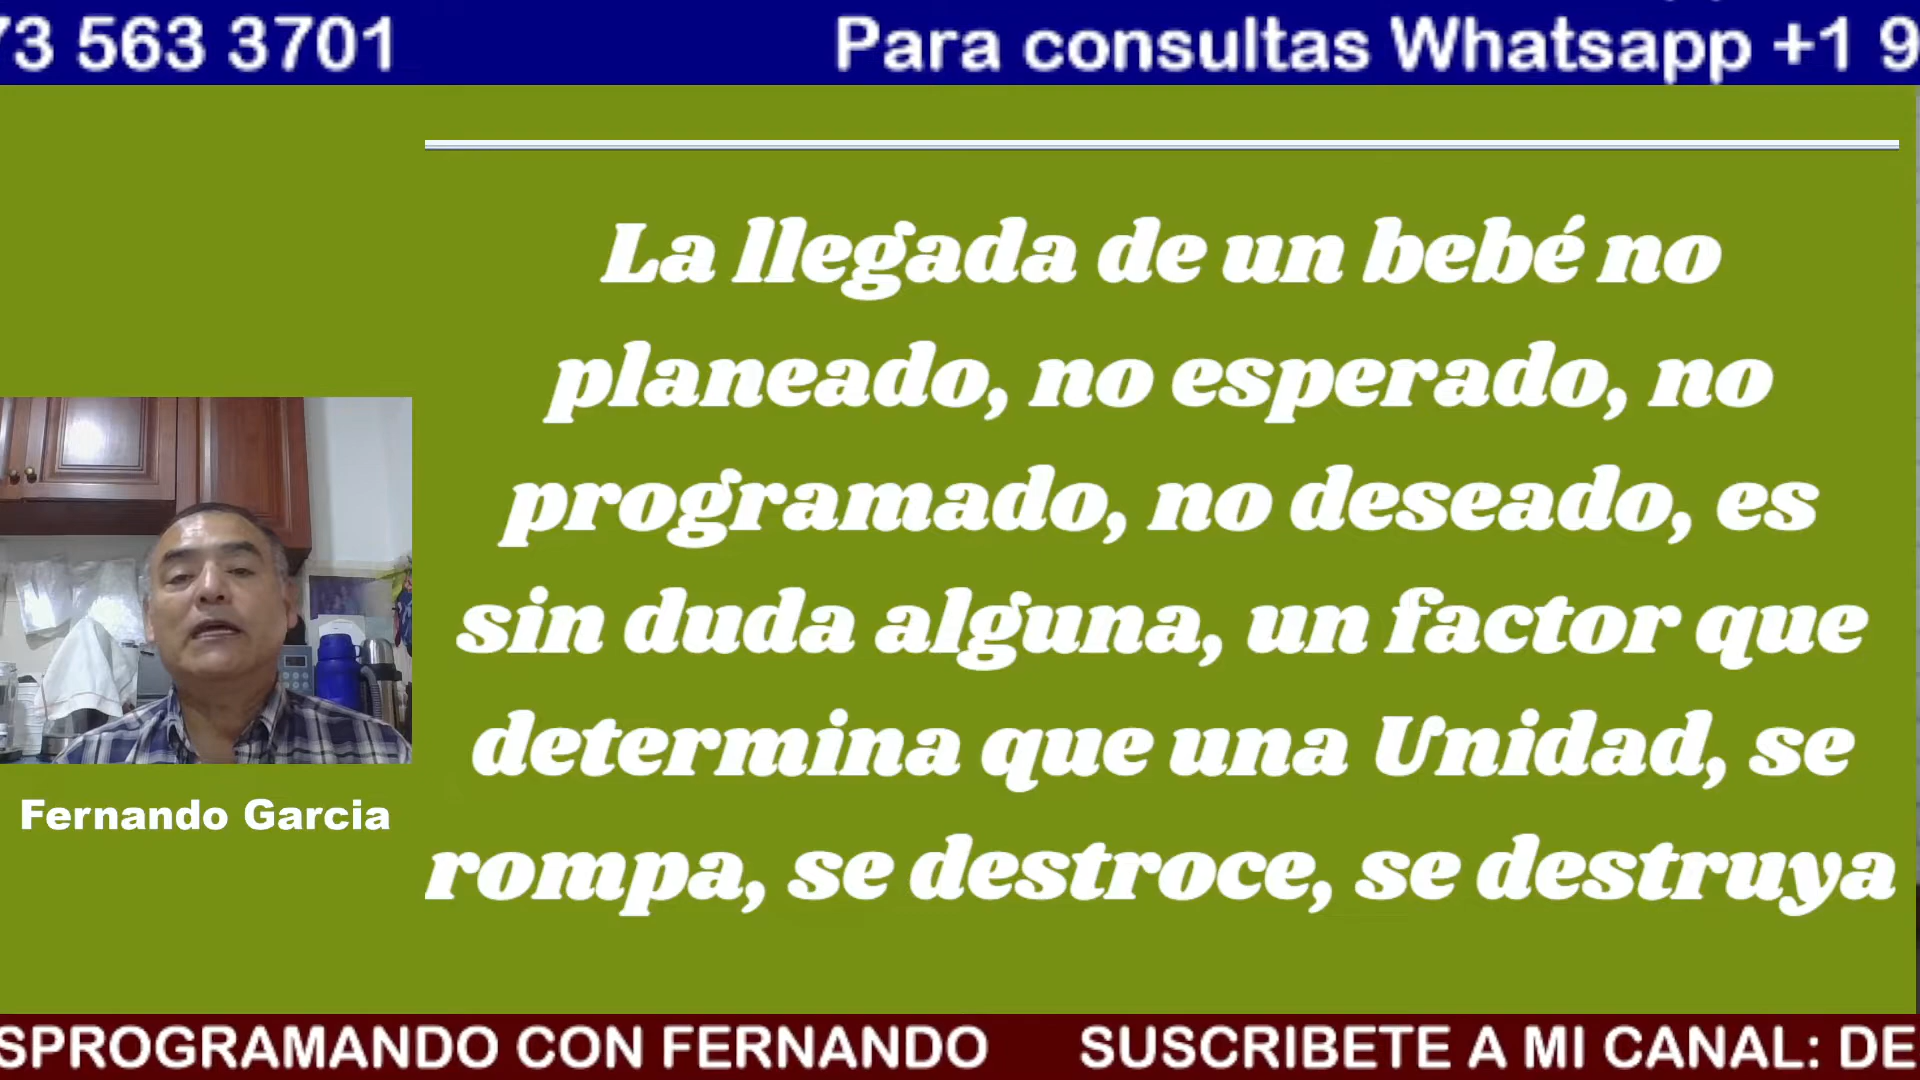 73 563 3701 Para consultas Whatsapp +1 9
La llegada de un bebé no
planeado, no esperado, no
programado, no deseado, es
sin duda alguna, un factor que
determina que una Unidad, se
rompa, se destroce, se destruya
Fernando Garcia
SPROGRAMANDO CON FERNANDO SUSCRIBETE A MI CANAL: DE